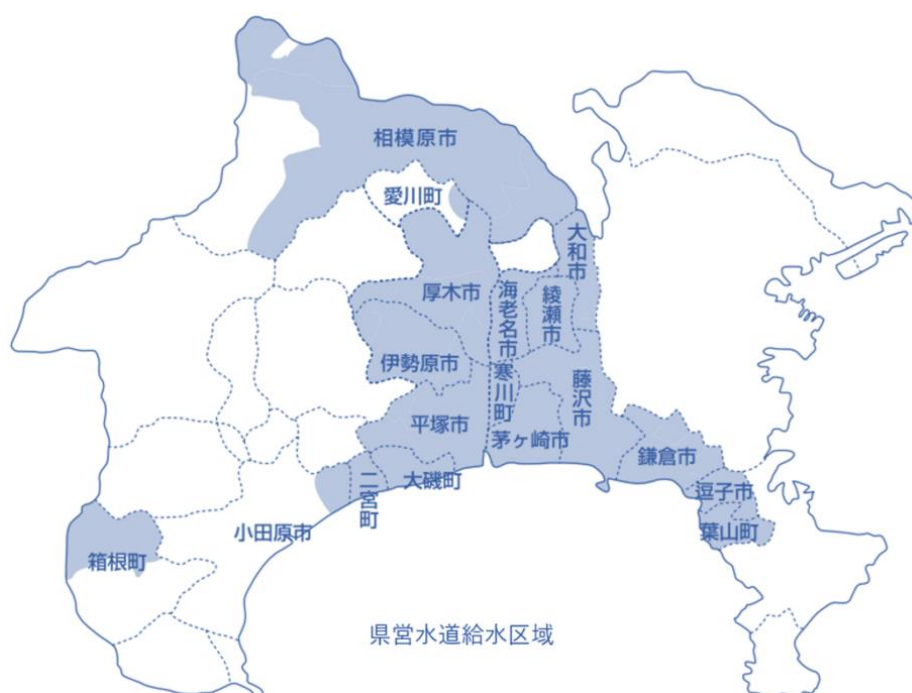 相模原市
愛川町
大和市
厚木市
海老名市
綾瀬市
伊勢原市
寒川町
藤沢市
平塚市
茅ヶ崎市
鎌倉市
大磯町
二宮町
逗子市
小田原市
葉山町
箱根町
県営水道給水区域